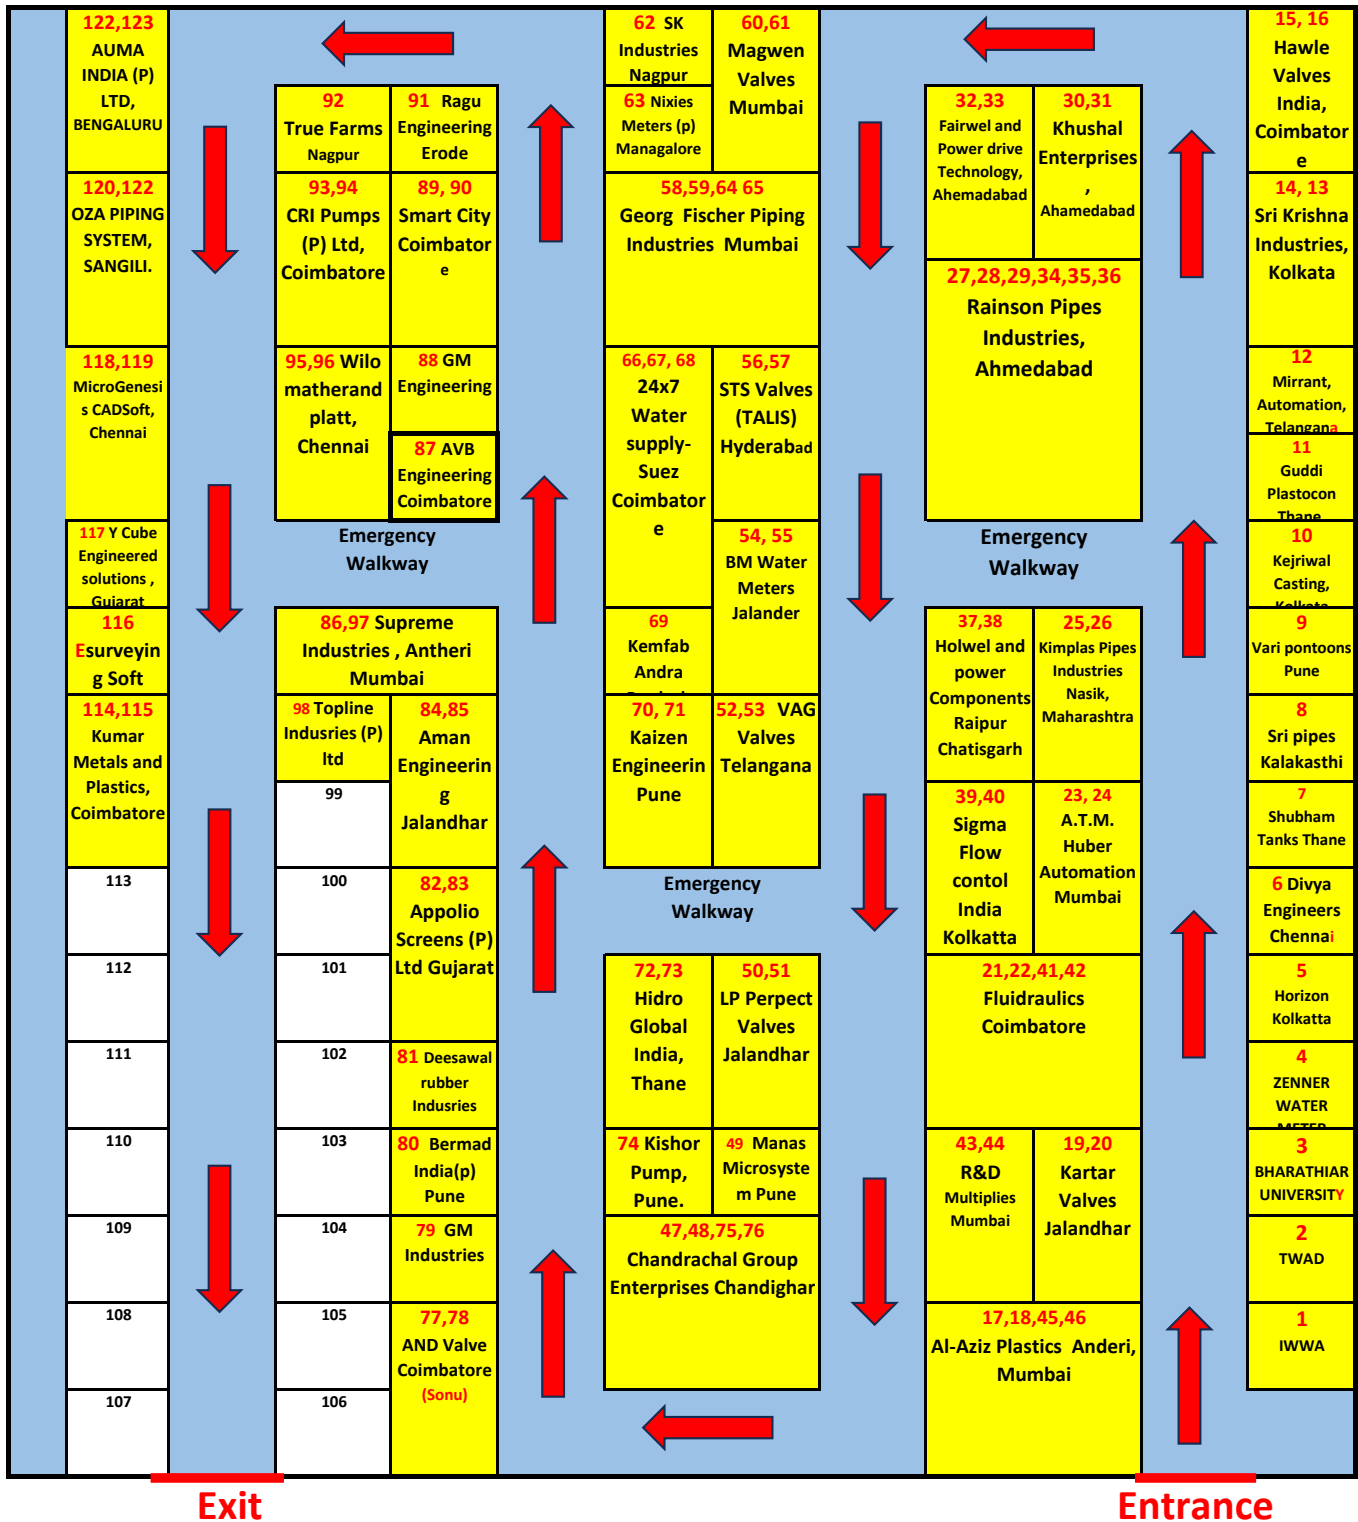 122,123
AUMA
INDIA (P)
LTD,
BENGALURU
120,122
OZA PIPING
SYSTEM,
SANGILI.
118,119
MicroGenesi
s CADSoft,
Chennai
117 Y Cube
Engineered
solutions ,
Gujarat
116
Esurveyin
g Soft
114,115
Kumar
Metals and
Plastics,
Coimbatore
113
112
111
110
109
108
107
92
True Farms
Nagpur
91 Ragu
Engineering
Erode
93,94
CRI Pumps
(P) Ltd,
Coimbatore
89, 90
Smart City
Coimbator
e
95,96 Wilo
matherand
platt,
Chennai
88 GM
Engineering
87 AVB
Engineering
Coimbatore
Emergency
Walkway
86,97 Supreme
Industries , Antheri
Mumbai
98 Topline
Indusries (P)
ltd
84,85
Aman
Engineerin
g
Jalandhar
99
100
101
102
103
104
105
106
82,83
Appolio
Screens (P)
Ltd Gujarat
81 Deesawal
rubber
Indusries
80 Bermad
India(p)
Pune
79 GM
Industries
77,78
AND Valve
Coimbatore
(Sonu)
62 SK
Industries
Nagpur
60,61
Magwen
Valves
Mumbai
63 Nixies
Meters (p)
Managalore
58,59,64 65
Georg Fischer Piping
Industries Mumbai
66,67, 68
24x7
Water
supply-
Suez
Coimbator
e
56,57
STS Valves
(TALIS)
Hyderabad
54, 55
BM Water
Meters
Jalander
69
Kemfab
Andra
70, 71
Kaizen
Engineerin
Pune
52,53 VAG
Valves
Telangana
Emergency
Walkway
72,73
Hidro
Global
India,
Thane
50,51
LP Perpect
Valves
Jalandhar
74 Kishor
Pump,
Pune.
49 Manas
Microsyste
m Pune
47,48,75,76
Chandrachal Group
Enterprises Chandighar
32,33
Fairwel and
Power drive
Technology,
Ahemadabad
30,31
Khushal
Enterprises
,
Ahamedabad
27,28,29,34,35,36
Rainson Pipes
Industries,
Ahmedabad
Emergency
Walkway
37,38
Holwel and
power
Components
Raipur
Chatisgarh
25,26
Kimplas Pipes
Industries
Nasik,
Maharashtra
39,40
Sigma
Flow
contol
India
Kolkatta
23, 24
A.T.M.
Huber
Automation
Mumbai
21,22,41,42
Fluidraulics
Coimbatore
43,44
R&D
Multiplies
Mumbai
19,20
Kartar
Valves
Jalandhar
17,18,45,46
Al-Aziz Plastics Anderi,
Mumbai
15, 16
Hawle
Valves
India,
Coimbator
e
14, 13
Sri Krishna
Industries,
Kolkata
12
Mirrant,
Automation,
Telangana
11
Guddi
Plastocon
Thane
10
Kejriwal
Casting,
Kolkata
9
Vari pontoons
Pune
8
Sri pipes
Kalakasthi
7
Shubham
Tanks Thane
6 Divya
Engineers
Chennai
5
Horizon
Kolkatta
4
ZENNER
WATER
METER
3
BHARATHIAR
UNIVERSITY
2
TWAD
1
IWWA
Exit
Entrance